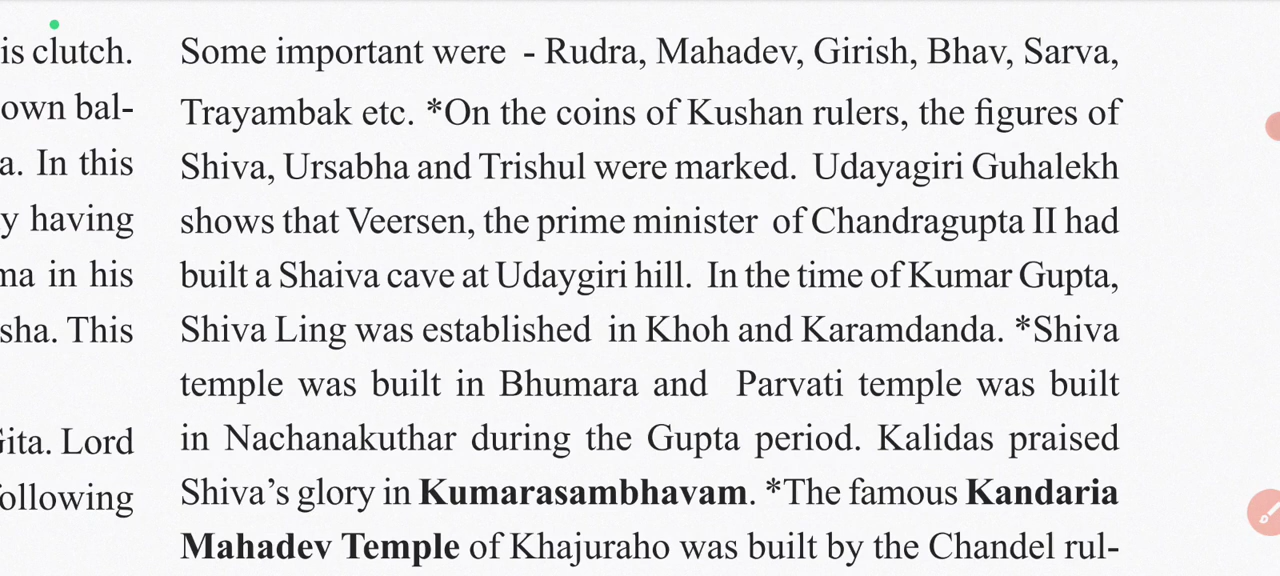 is clutch.
own bal-
a. In this
y having
ma in his
sha. This
Gita. Lord
following
Some important were - Rudra, Mahadev, Girish, Bhav, Sarva,
Trayambak etc. *On the coins of Kushan rulers, the figures of
Shiva, Ursabha and Trishul were marked. Udayagiri Guhalekh
shows that Veersen, the prime minister of Chandragupta II had
built a Shaiva cave at Udaygiri hill. In the time of Kumar Gupta,
Shiva Ling was established in Khoh and Karamdanda. *Shiva
temple was built in Bhumara and Parvati temple was built
in Nachanakuthar during the Gupta period. Kalidas praised
Shiva’s glory in Kumarasambhavam. *The famous Kandaria
Mahadev Temple of Khajuraho was built by the Chandel rul-